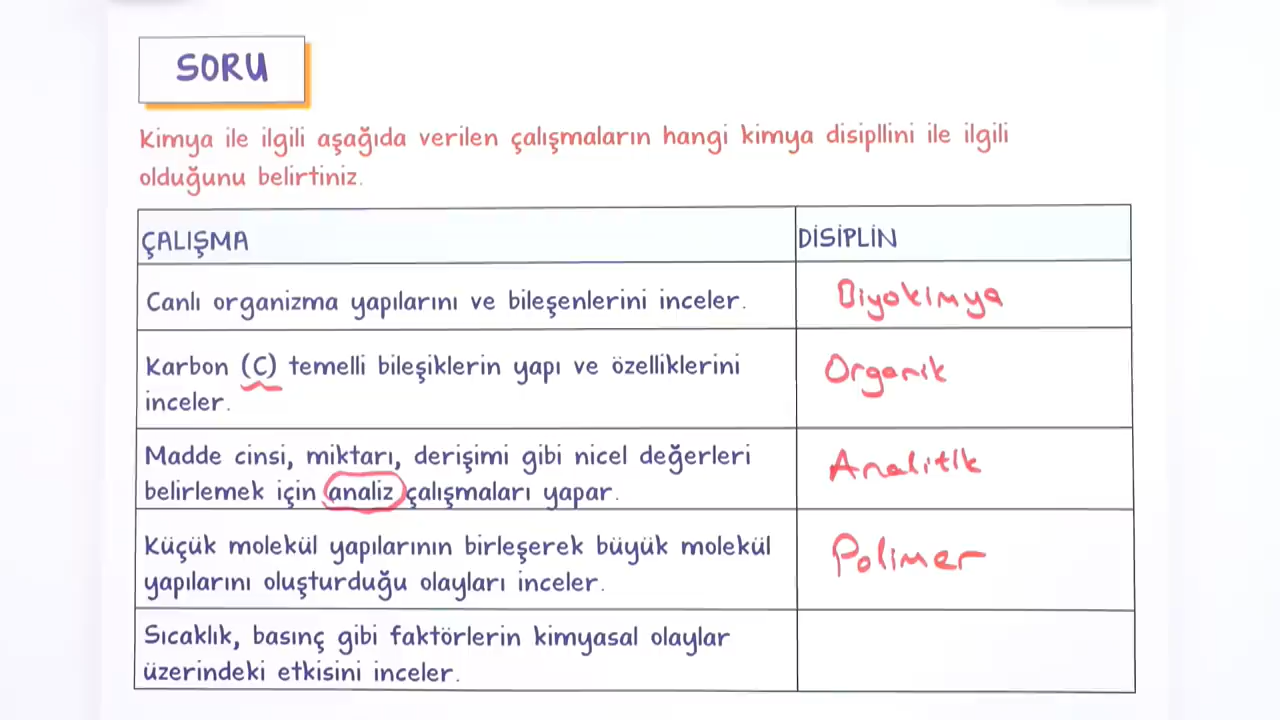 SORU
Kimya ile ilgili aşağıda verilen çalışmaların hangi kimya disipllini ile ilgili
olduğunu belirtiniz.
ÇALIŞMA
DİSİPLİN
Canlı organizma yapılarını ve bileşenlerini inceler.
Biyokimya
Karbon (C) temelli bileşiklerin yapı ve özelliklerini
inceler.
Organik
Madde cinsi, miktarı, derişimi gibi nicel değerleri
belirlemek için analiz çalışmaları yapar.
Analitik
Küçük molekül yapılarının birleşerek büyük molekül
yapılarını oluşturduğu olayları inceler.
Polimer
Sıcaklık, basınç gibi faktörlerin kimyasal olaylar
üzerindeki etkisini inceler.